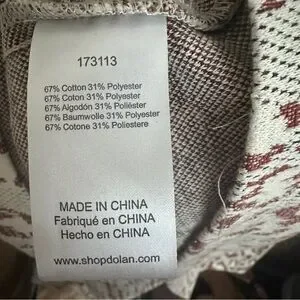 173113
67% Cotton 31% Polyester
67% Coton 31% Polyester
67% Algodón 31% Poliéster
67% Baumwolle 31% Polyester
67% Cotone 31% Poliestere
MADE IN CHINA
Fabriqué en CHINA
Hecho en CHINA
www.shopdolan.com